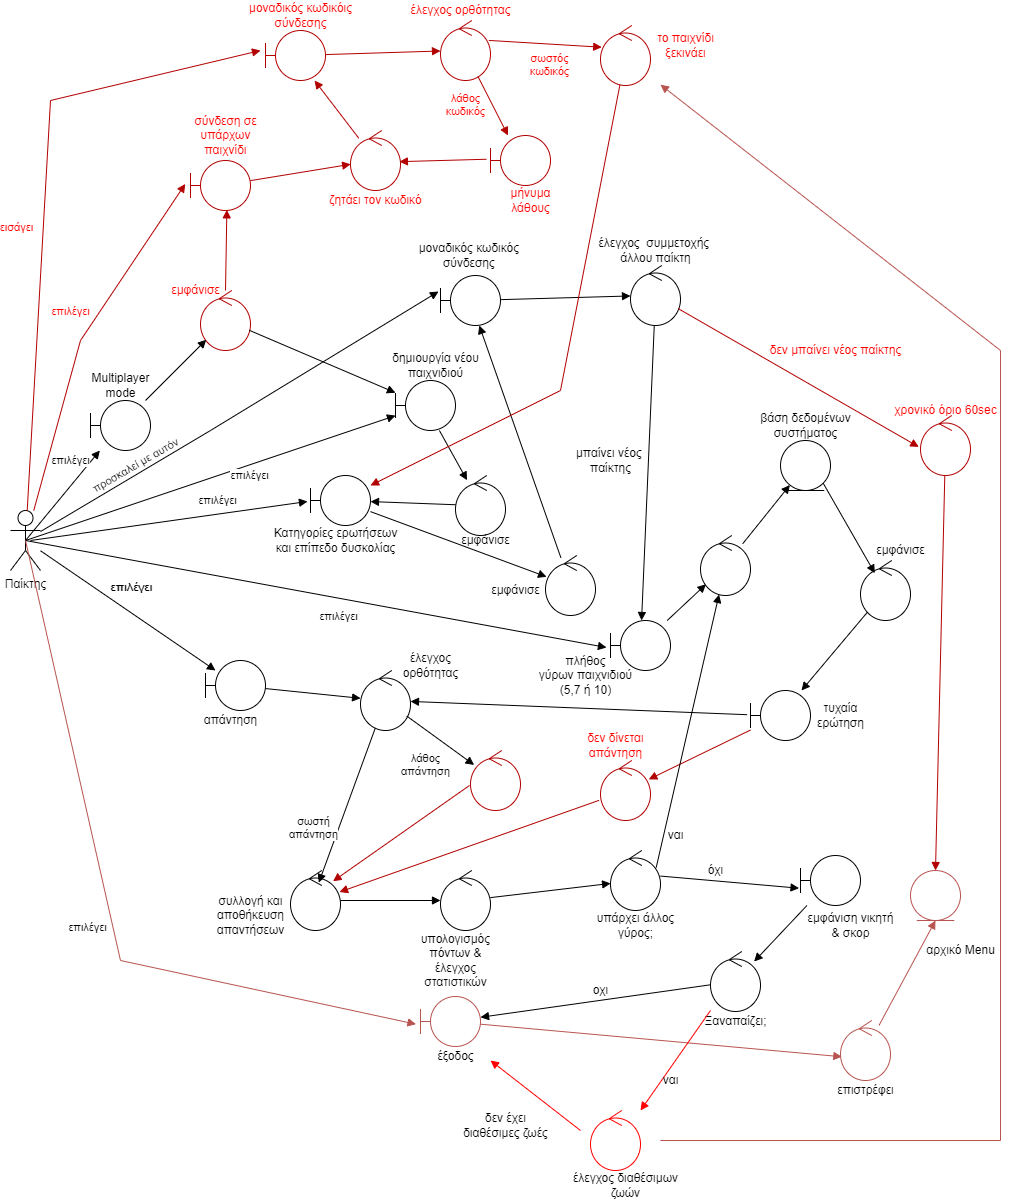 μοναδικός κωδικόις
σύνδεσης
έλεγχος ορθότητας
το παιχνίδι
ξεκινάει
σωστός
κωδικός
λάθος
κωδικός
σύνδεση σε
υπάρχων
παιχνίδι
ζητάει τον κωδικό
μήνυμα
λάθους
εισάγει
μοναδικός κωδικός
σύνδεσης
έλεγχος συμμετοχής
άλλου παίκτη
εμφάνισε
επιλέγει
δεν μπαίνει νέος παίκτης
δημιουργία νέου
παιχνιδιού
Multiplayer
mode
χρονικό όριο 60sec
βάση δεδομένων
συστήματος
προσκαλεί με αυτόν
επιλέγει
επιλέγει
μπαίνει νέος
παίκτης
επιλέγει
Κατηγορίες ερωτήσεων
και επίπεδο δυσκολίας
εμφάνισε
εμφάνισε
Παίκτης
επιλέγει
εμφάνισε
επιλέγει
πλήθος
γύρων παιχνιδιού
(5,7 ή 10)
έλεγχος
ορθότητας
απάντηση
τυχαία
ερώτηση
δεν δίνεται
απάντηση
λάθος
απάντηση
σωστή
απάντηση
ναι
όχι
συλλογή και
αποθήκευση
απαντήσεων
υπάρχει άλλος
γύρος;
εμφάνιση νικητή
& σκορ
επιλέγει
υπολογισμός
πόντων &
έλεγχος
στατιστικών
αρχικό Menu
οχι
Ξαναπαίζει;
έξοδος
ναι
επιστρέφει
δεν έχει
διαθέσιμες ζωές
έλεγχος διαθέσιμων
ζωών